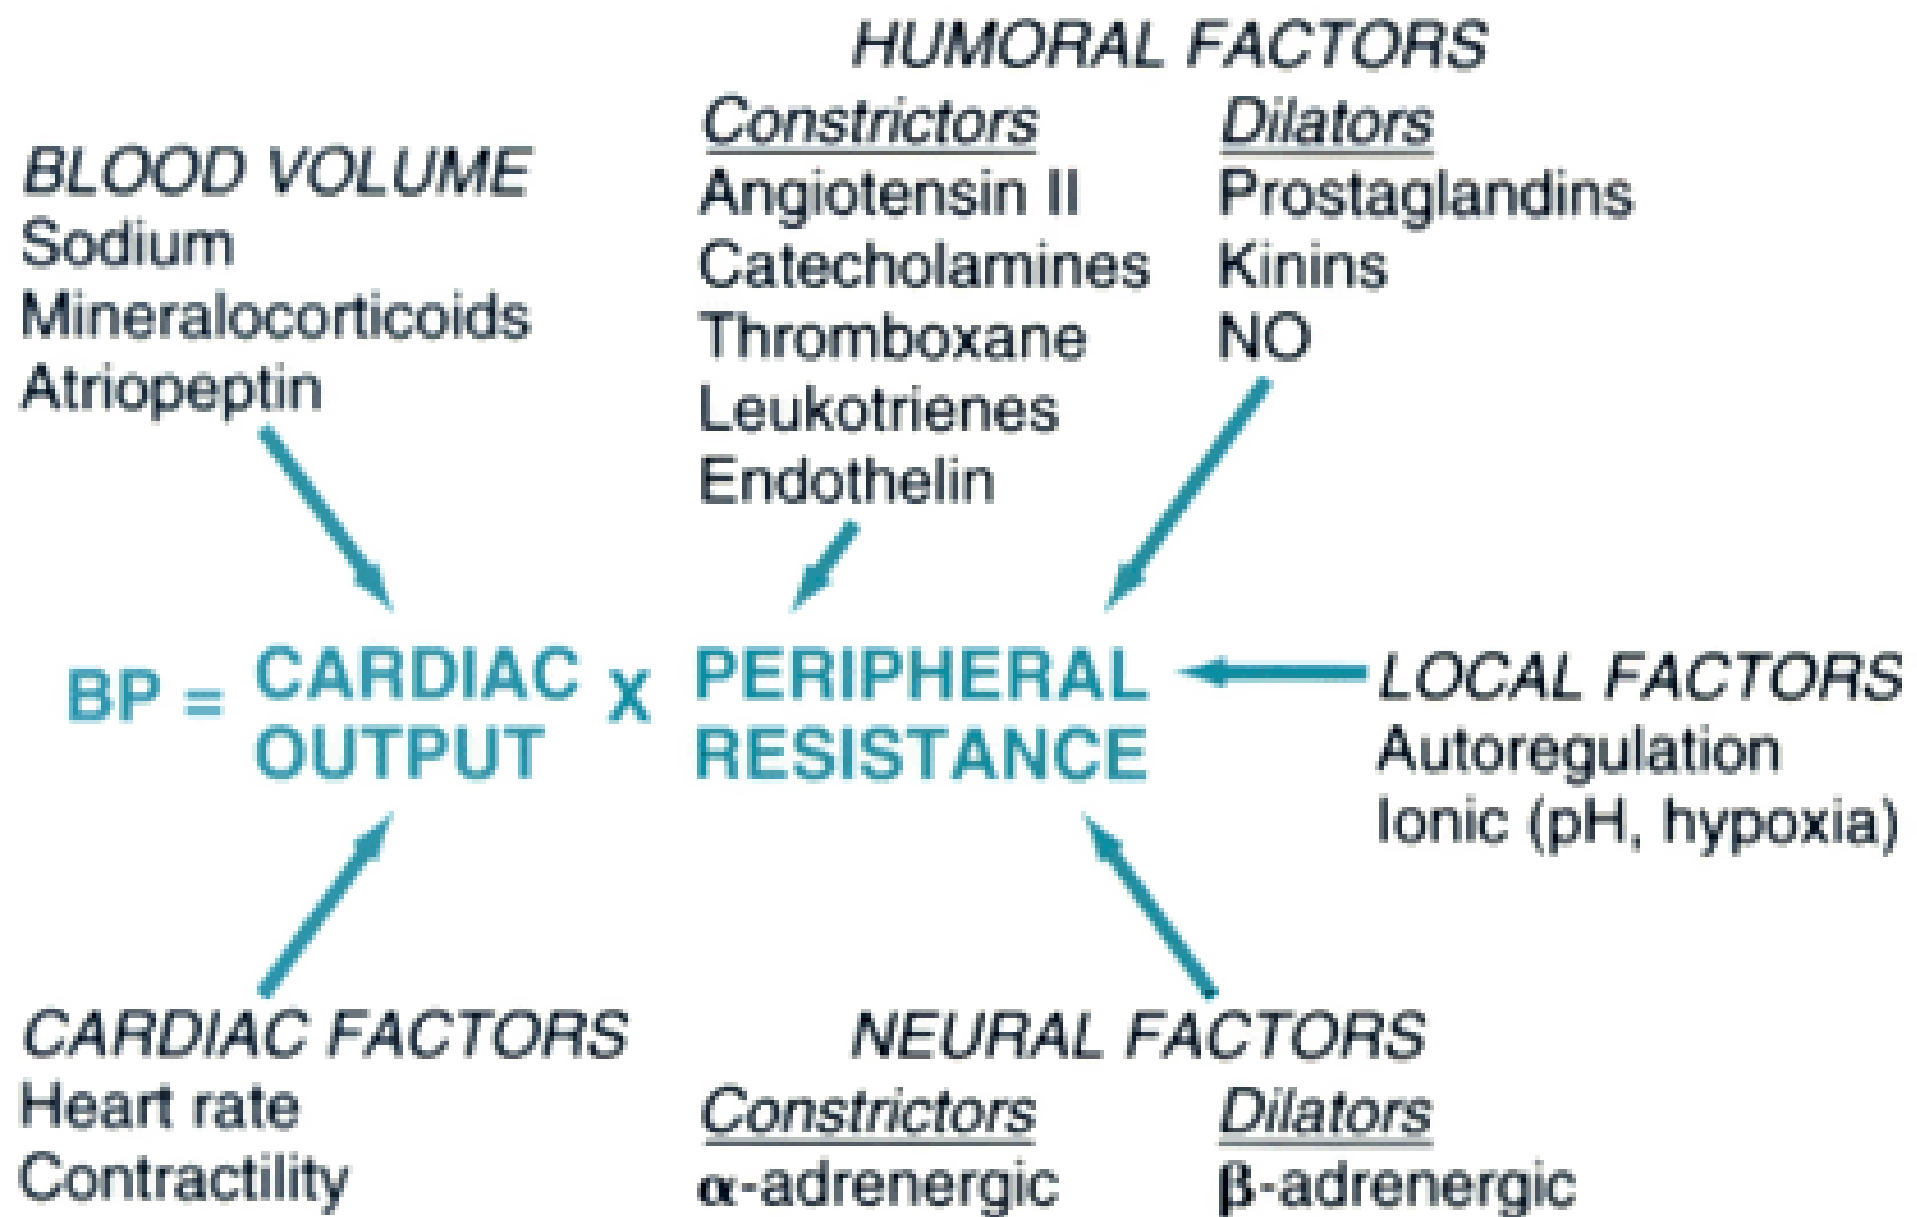 BLOOD VOLUME
Sodium
Mineralocorticoids
Atriopeptin
HUMORAL FACTORS
Constrictors
Angiotensin II
Catecholamines
Thromboxane
Leukotrienes
Endothelin
Dilators
Prostaglandins
Kinins
NO
BP = CARDIAC OUTPUT X PERIPHERAL RESISTANCE
LOCAL FACTORS
Autoregulation
Ionic (pH, hypoxia)
CARDIAC FACTORS
Heart rate
Contractility
NEURAL FACTORS
Constrictors
α-adrenergic
Dilators
β-adrenergic